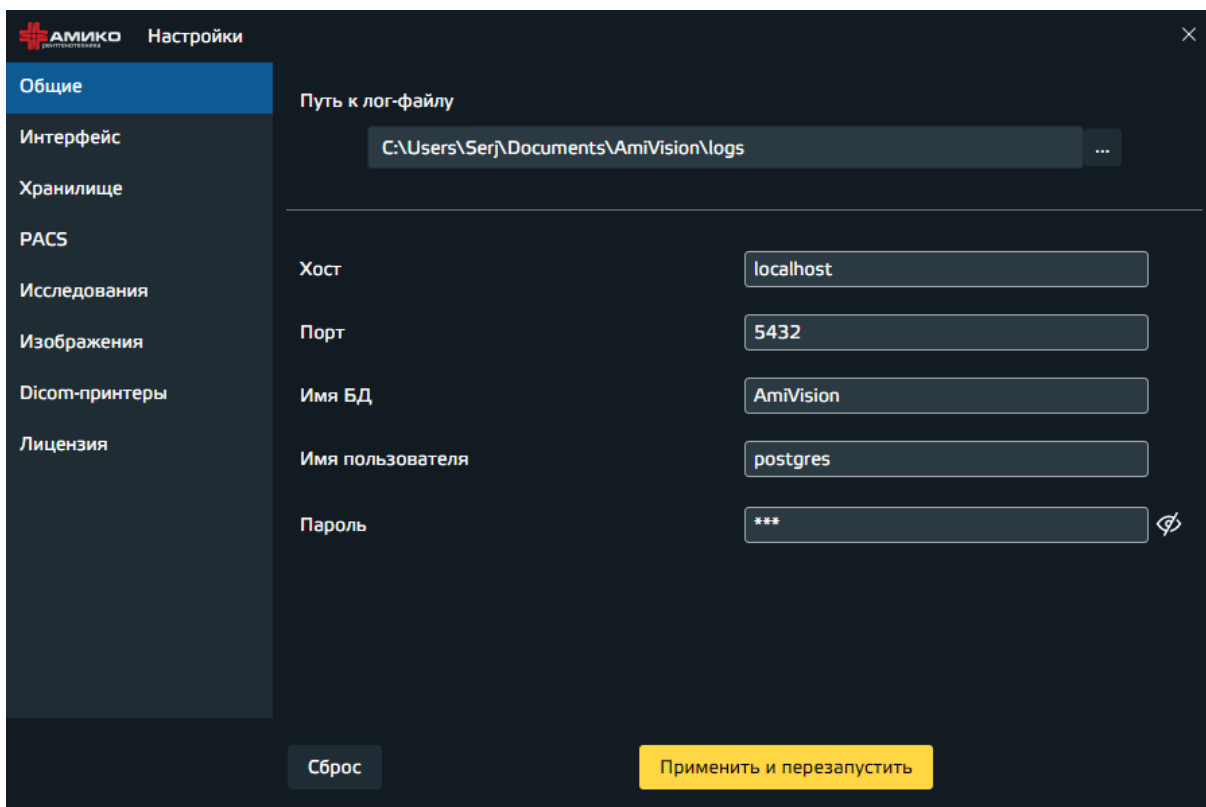 АМИКО
РЕНТГЕНОТЕХНИКА
Настройки
Общие
Интерфейс
Хранилище
PACS
Исследования
Изображения
Dicom-принтеры
Лицензия
Путь к лог-файлу
C:\Users\Serj\Documents\AmiVision\logs
...
Хост
localhost
Порт
5432
Имя БД
AmiVision
Имя пользователя
postgres
Пароль
***
Сброс
Применить и перезапустить